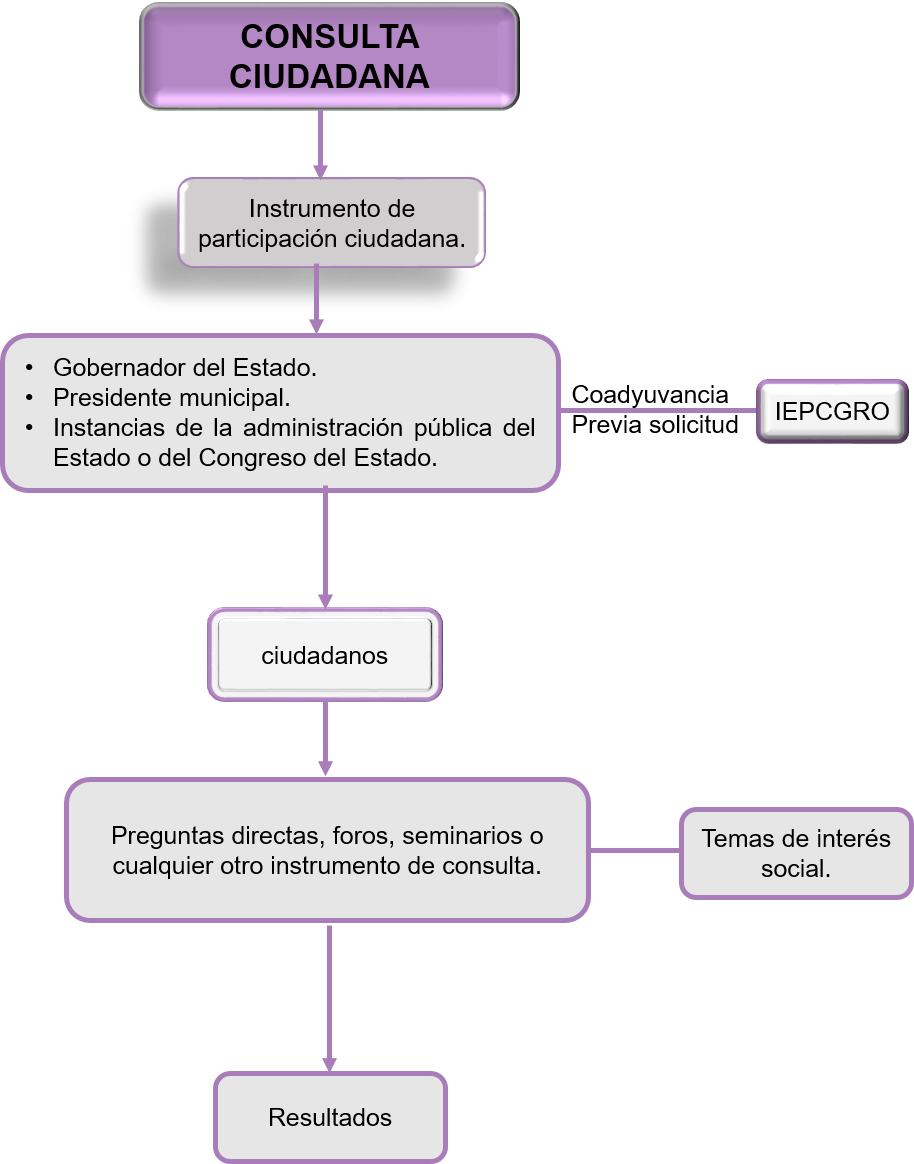 CONSULTA
CIUDADANA
Instrumento de
participación ciudadana.
• Gobernador del Estado.
• Presidente municipal.
• Instancias de la administración pública del
Estado o del Congreso del Estado.
Coadyuvancia
Previa solicitud
IEPCGRO
ciudadanos
Preguntas directas, foros, seminarios o
cualquier otro instrumento de consulta.
Temas de interés
social.
Resultados